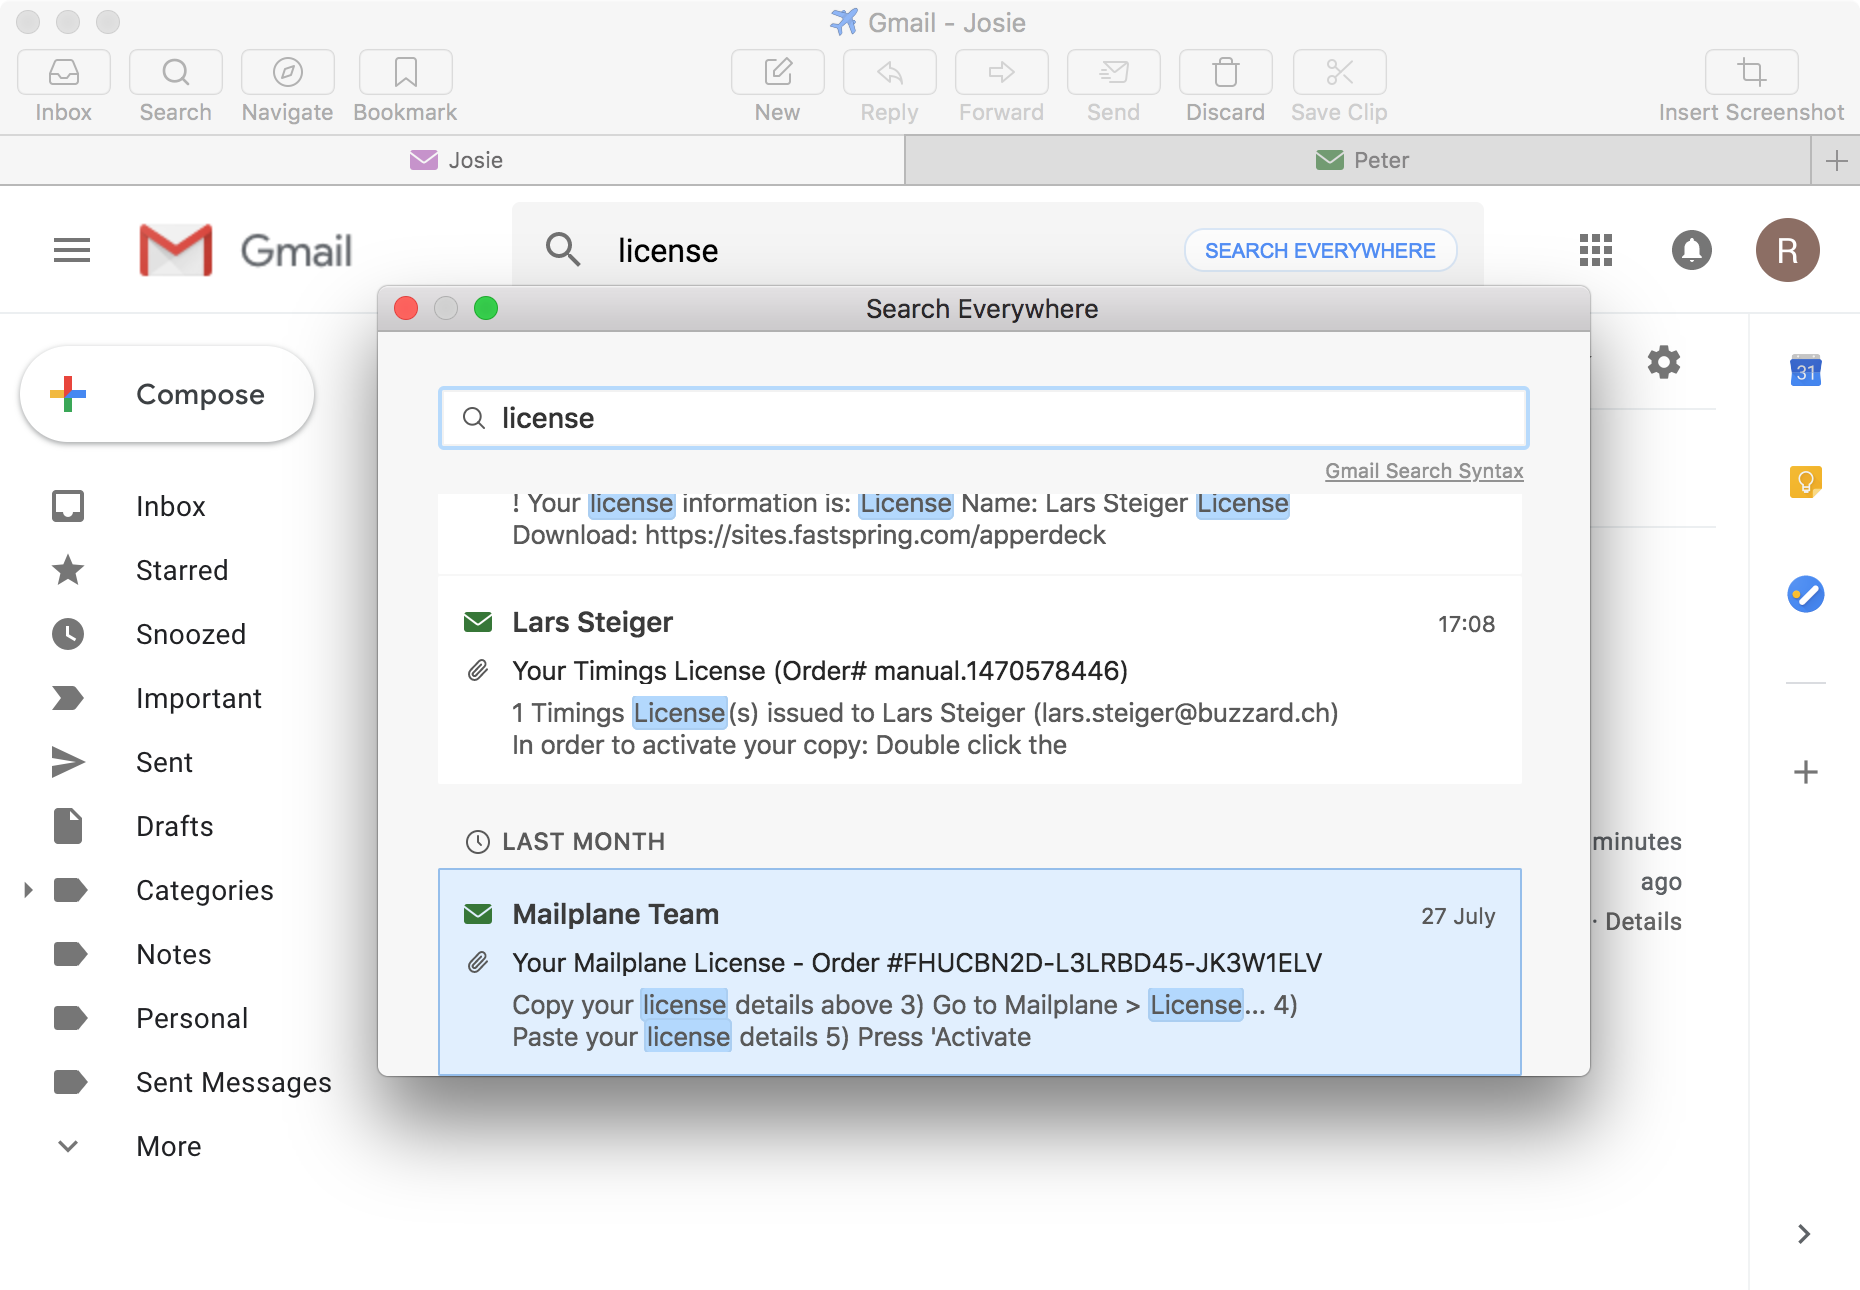 Gmail - Josie
Inbox
Search
Navigate
Bookmark
New
Reply
Forward
Send
Discard
Save Clip
Insert Screenshot
Josie
Peter
Gmail
license
SEARCH EVERYWHERE
R
Search Everywhere
license
Gmail Search Syntax
! Your license information is: License Name: Lars Steiger License
Download: https://sites.fastspring.com/apperdeck
Lars Steiger
17:08
Your Timings License (Order# manual.1470578446)
1 Timings License(s) issued to Lars Steiger (lars.steiger@buzzard.ch)
In order to activate your copy: Double click the
LAST MONTH
Mailplane Team
27 July
Your Mailplane License - Order #FHUCBN2D-L3LRBD45-JK3W1ELV
Copy your license details above 3) Go to Mailplane > License... 4)
Paste your license details 5) Press 'Activate
Compose
Inbox
Starred
Snoozed
Important
Sent
Drafts
Categories
Notes
Personal
Sent Messages
More
31
minutes
ago
· Details